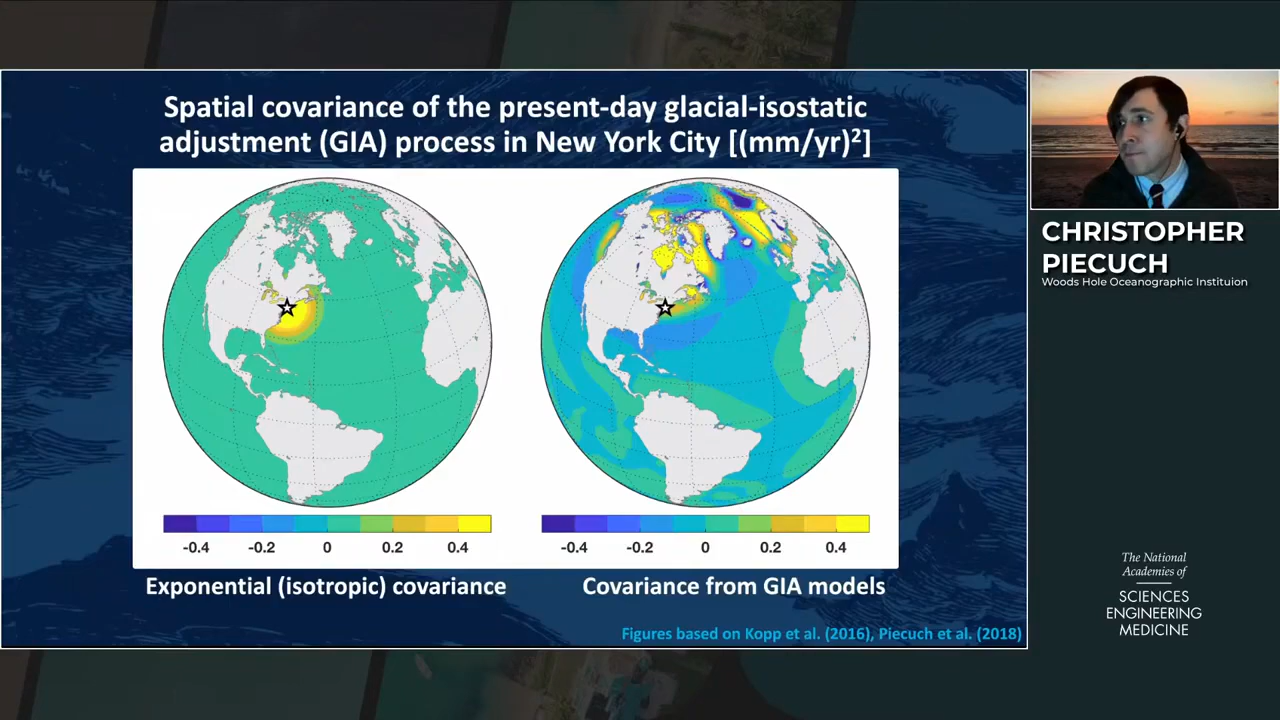 Spatial covariance of the present-day glacial-isostatic
adjustment (GIA) process in New York City [(mm/yr)²]
-0.4 -0.2 0 0.2 0.4
-0.4 -0.2 0 0.2 0.4
Exponential (isotropic) covariance
Covariance from GIA models
Figures based on Kopp et al. (2016), Piecuch et al. (2018)
CHRISTOPHER
PIECUCH
Woods Hole Oceanographic Instituion
The National
Academies of
SCIENCES
ENGINEERING
MEDICINE